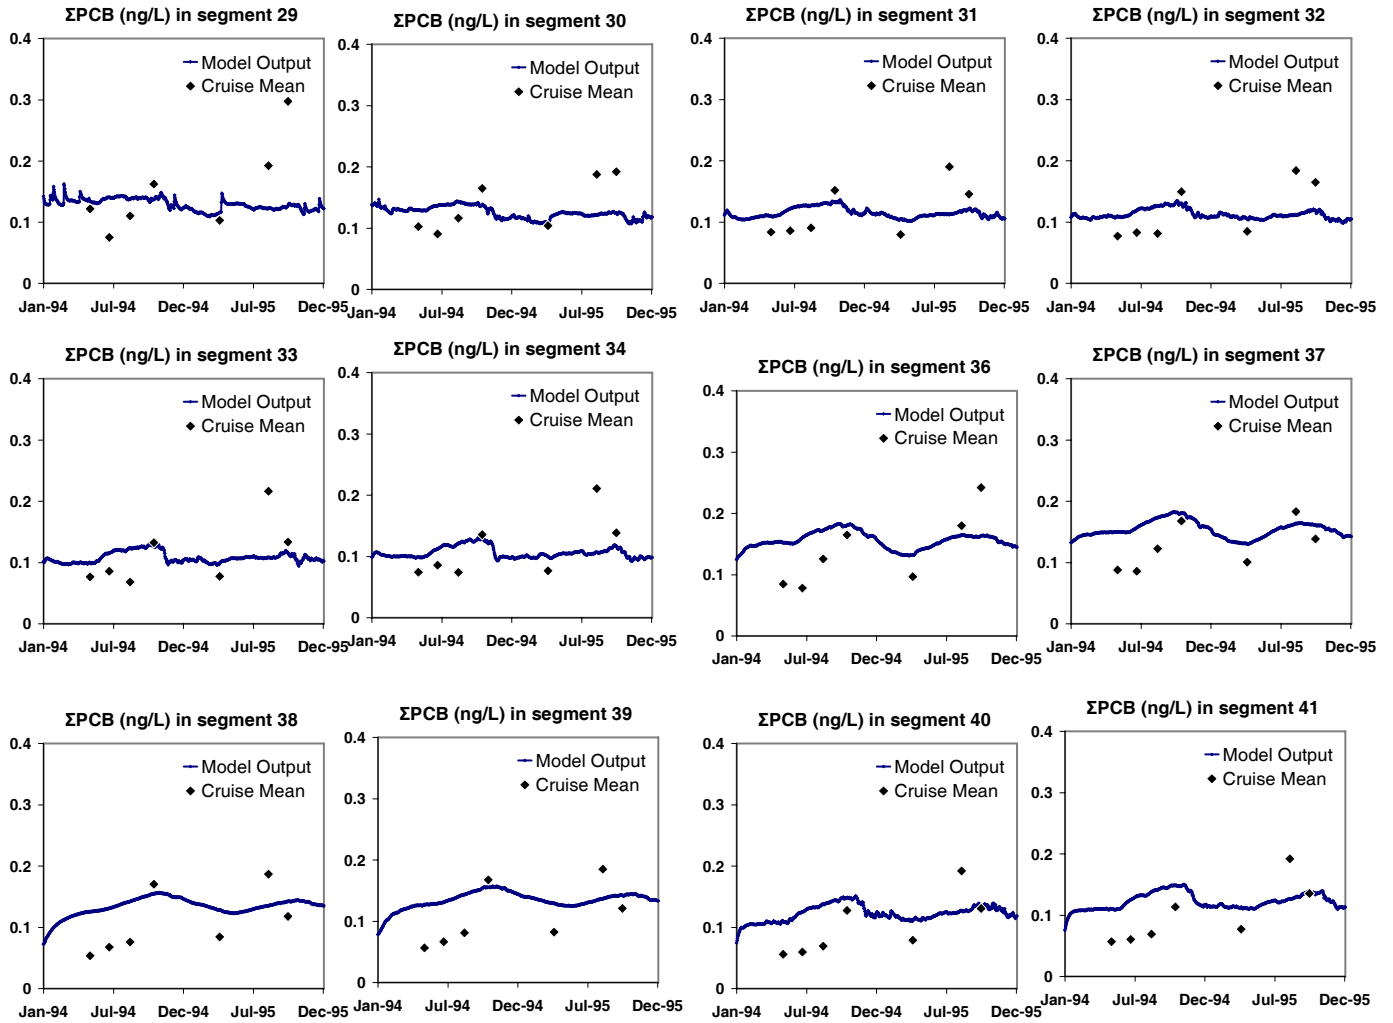 ΣPCB (ng/L) in segment 29
0.4
0.3
0.2
0.1
0
Model Output
Cruise Mean
Jan-94 Jul-94 Dec-94 Jul-95 Dec-95
ΣPCB (ng/L) in segment 30
0.4
0.3
0.2
0.1
0
Model Output
Cruise Mean
Jan-94 Jul-94 Dec-94 Jul-95 Dec-95
ΣPCB (ng/L) in segment 31
0.4
0.3
0.2
0.1
0
Model Output
Cruise Mean
Jan-94 Jul-94 Dec-94 Jul-95 Dec-95
ΣPCB (ng/L) in segment 32
0.4
0.3
0.2
0.1
0
Model Output
Cruise Mean
Jan-94 Jul-94 Dec-94 Jul-95 Dec-95
ΣPCB (ng/L) in segment 33
0.4
0.3
0.2
0.1
0
Model Output
Cruise Mean
Jan-94 Jul-94 Dec-94 Jul-95 Dec-95
ΣPCB (ng/L) in segment 34
0.4
0.3
0.2
0.1
0
Model Output
Cruise Mean
Jan-94 Jul-94 Dec-94 Jul-95 Dec-95
ΣPCB (ng/L) in segment 36
0.4
0.3
0.2
0.1
0
Model Output
Cruise Mean
Jan-94 Jul-94 Dec-94 Jul-95 Dec-95
ΣPCB (ng/L) in segment 37
0.4
0.3
0.2
0.1
0
Model Output
Cruise Mean
Jan-94 Jul-94 Dec-94 Jul-95 Dec-95
ΣPCB (ng/L) in segment 38
0.4
0.3
0.2
0.1
0
Model Output
Cruise Mean
Jan-94 Jul-94 Dec-94 Jul-95 Dec-95
ΣPCB (ng/L) in segment 39
0.4
0.3
0.2
0.1
0
Model Output
Cruise Mean
Jan-94 Jul-94 Dec-94 Jul-95 Dec-95
ΣPCB (ng/L) in segment 40
0.4
0.3
0.2
0.1
0
Model Output
Cruise Mean
Jan-94 Jul-94 Dec-94 Jul-95 Dec-95
ΣPCB (ng/L) in segment 41
0.4
0.3
0.2
0.1
0
Model Output
Cruise Mean
Jan-94 Jul-94 Dec-94 Jul-95 Dec-95